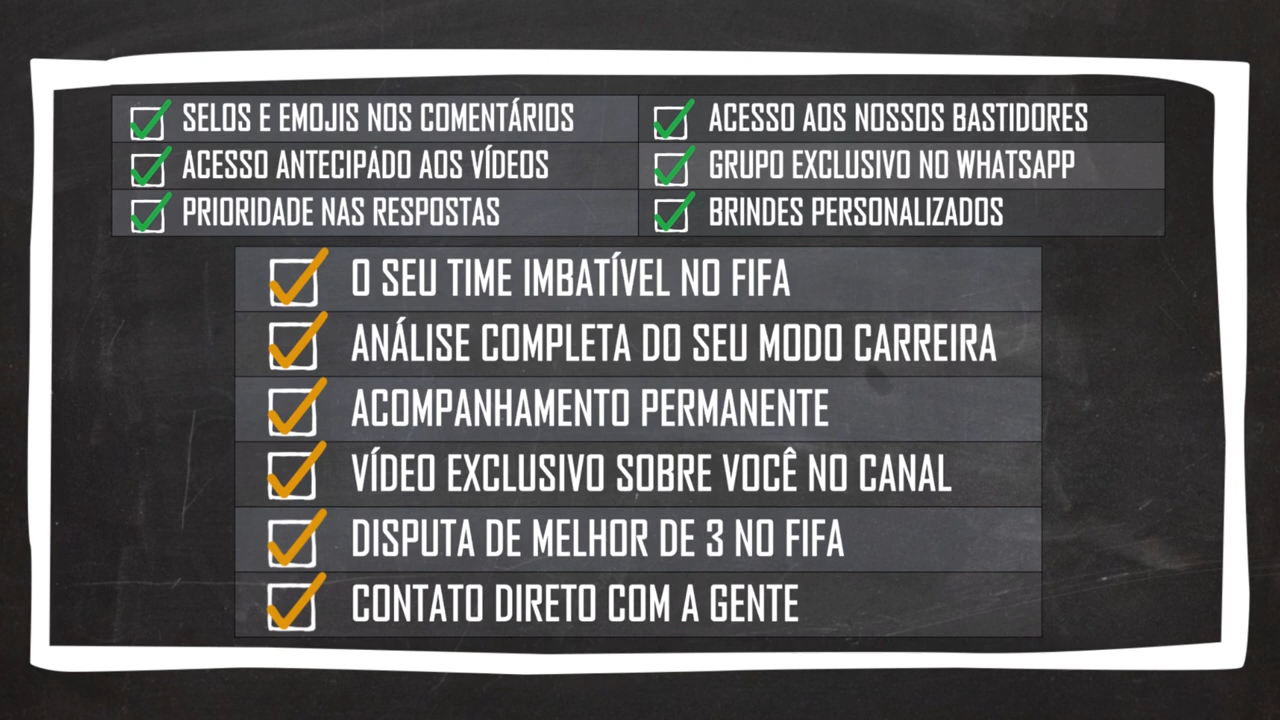 SELOS E EMOJIS NOS COMENTÁRIOS
ACESSO AOS NOSSOS BASTIDORES
ACESSO ANTECIPADO AOS VÍDEOS
GRUPO EXCLUSIVO NO WHATSAPP
PRIORIDADE NAS RESPOSTAS
BRINDES PERSONALIZADOS
O SEU TIME IMBATÍVEL NO FIFA
ANÁLISE COMPLETA DO SEU MODO CARREIRA
ACOMPANHAMENTO PERMANENTE
VÍDEO EXCLUSIVO SOBRE VOCÊ NO CANAL
DISPUTA DE MELHOR DE 3 NO FIFA
CONTATO DIRETO COM A GENTE